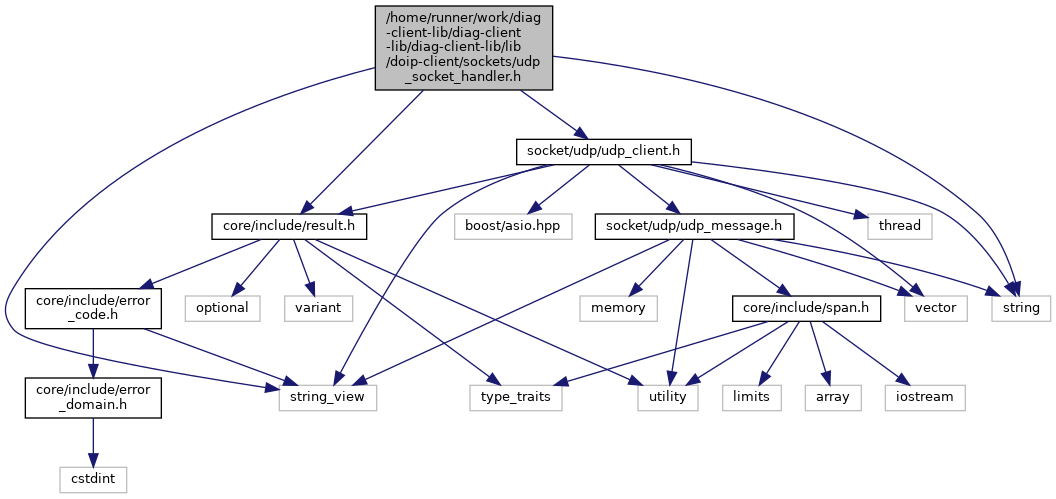 /home/runner/work/diag
-client-lib/diag-client
-lib/diag-client-lib/lib
/doip-client/sockets/udp
_socket_handler.h
socket/udp/udp_client.h
core/include/result.h
boost/asio.hpp
socket/udp/udp_message.h
thread
core/include/error
_code.h
optional
variant
memory
core/include/span.h
vector
string
core/include/error
_domain.h
string_view
type_traits
utility
limits
array
iostream
cstdint